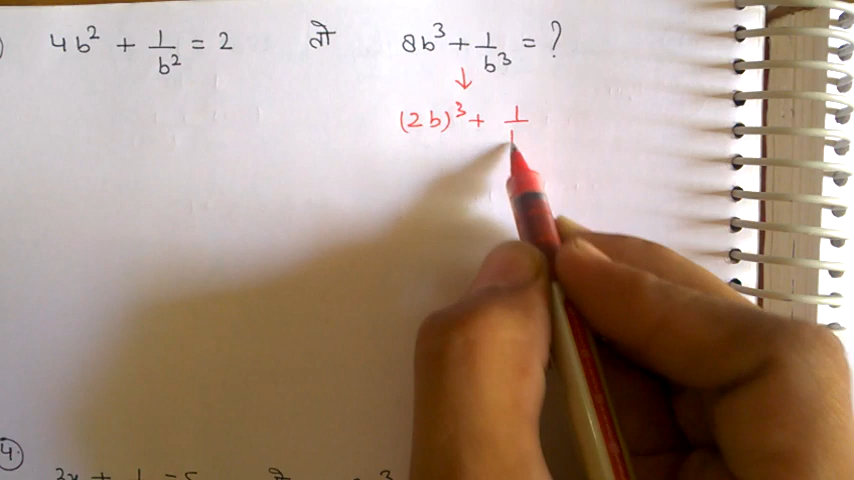 4b² + 1/b² = 2 तो 8b³ + 1/b³ = ?
↓
(2b)³ + 1
4.